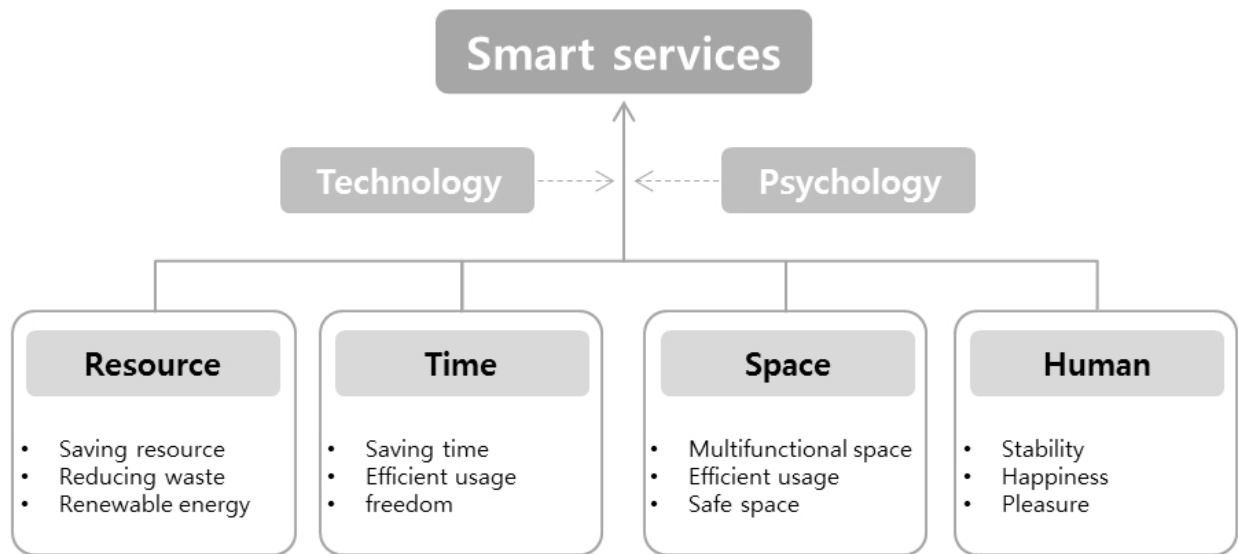 Smart services
Technology
Psychology
Resource
• Saving resource
• Reducing waste
• Renewable energy
Time
• Saving time
• Efficient usage
• freedom
Space
• Multifunctional space
• Efficient usage
• Safe space
Human
• Stability
• Happiness
• Pleasure